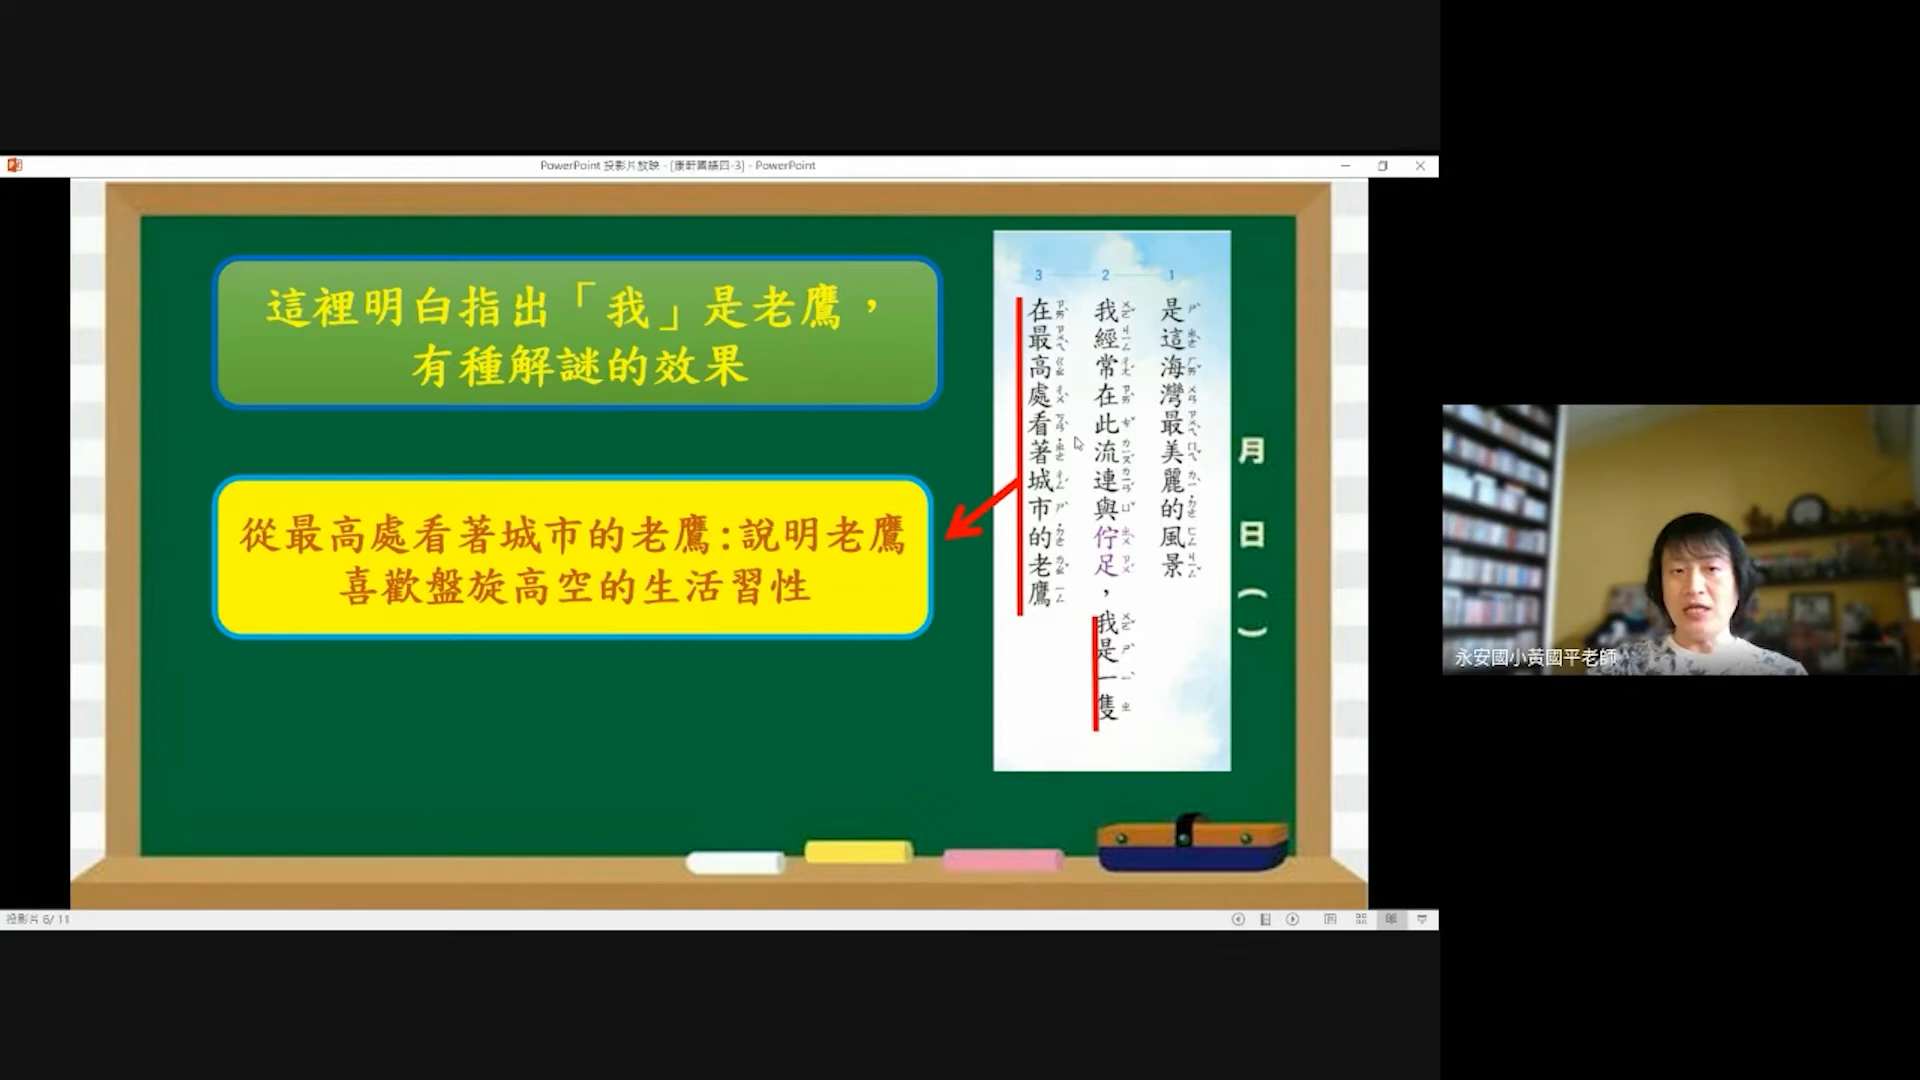 PowerPoint 投影片放映 - [康軒國語四-3] - PowerPoint
這裡明白指出「我」是老鷹，
有種解謎的效果
從最高處看著城市的老鷹:說明老鷹
喜歡盤旋高空的生活習性
1
是這海灣最美麗的風景
2
我經常在此流連與佇足，我是一隻
3
在最高處看著城市的老鷹
月 日 ( )
永安國小黃國平老師
投影片 6/ 11